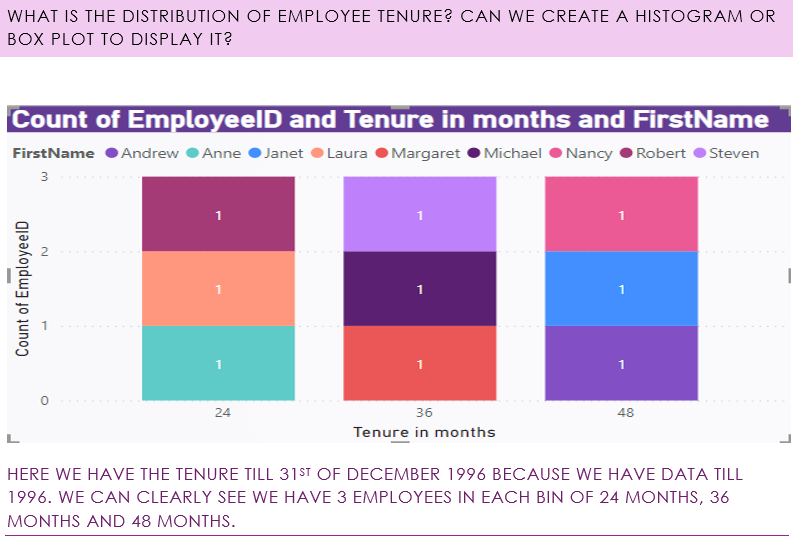 WHAT IS THE DISTRIBUTION OF EMPLOYEE TENURE? CAN WE CREATE A HISTOGRAM OR
BOX PLOT TO DISPLAY IT?
Count of EmployeeID and Tenure in months and FirstName
FirstName Andrew Anne Janet Laura Margaret Michael Nancy Robert Steven
Count of EmployeeID
3
2
1
0
1 1 1
1 1 1
1 1 1
24 36 48
Tenure in months
HERE WE HAVE THE TENURE TILL 31ST OF DECEMBER 1996 BECAUSE WE HAVE DATA TILL
1996. WE CAN CLEARLY SEE WE HAVE 3 EMPLOYEES IN EACH BIN OF 24 MONTHS, 36
MONTHS AND 48 MONTHS.